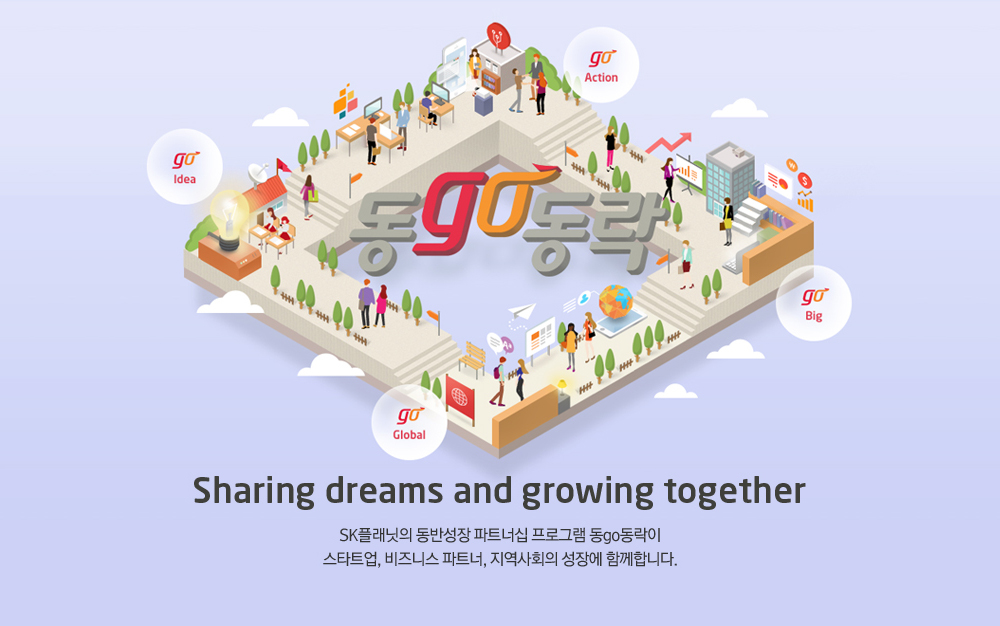 go
Action
go
Idea
동go동락
A+
go
Big
go
Global
Sharing dreams and growing together
SK플래닛의 동반성장 파트너십 프로그램 동go동락이
스타트업, 비즈니스 파트너, 지역사회의 성장에 함께합니다.